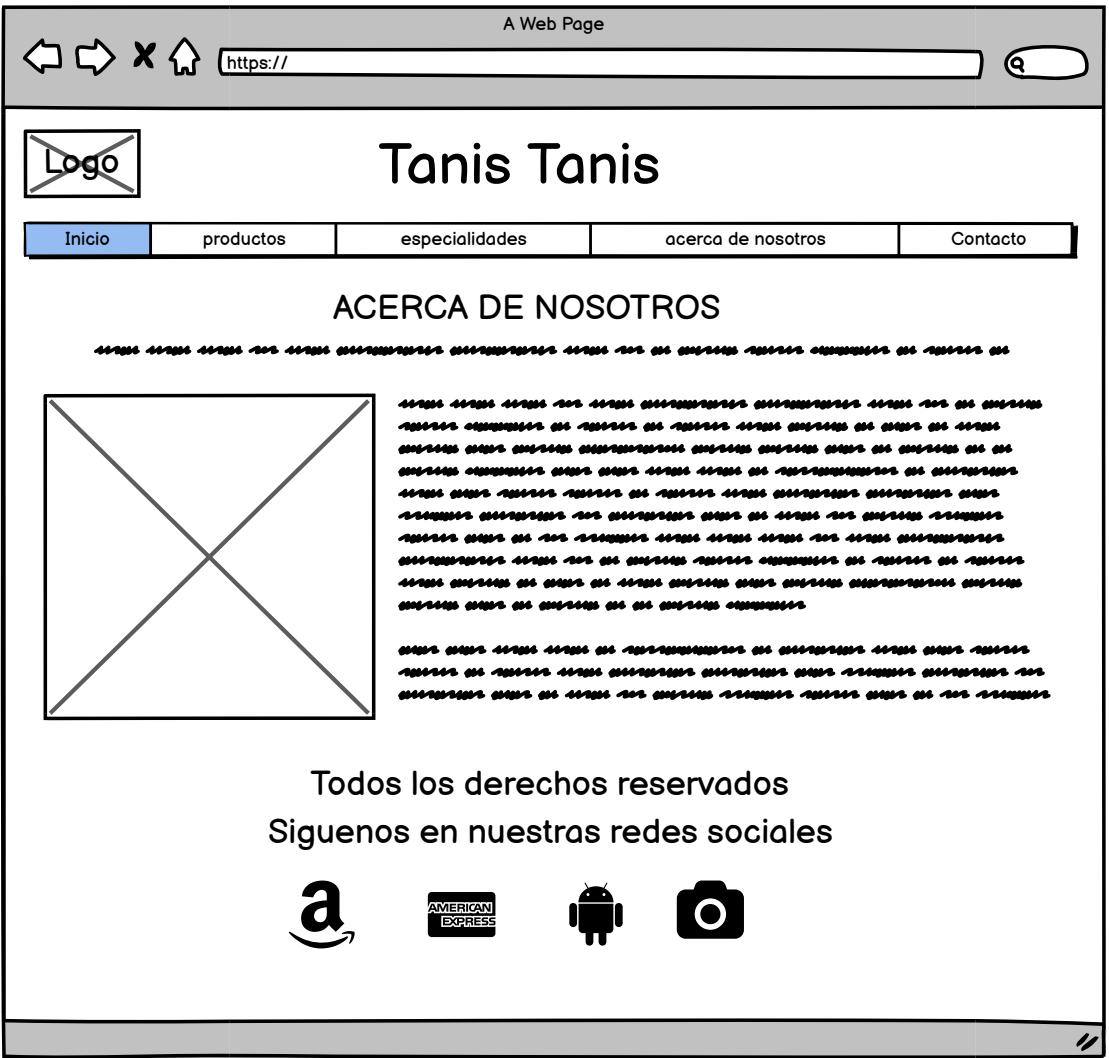 A Web Page
https://
Logo
Tanis Tanis
Inicio productos especialidades acerca de nosotros Contacto
ACERCA DE NOSOTROS
Todos los derechos reservados
Siguenos en nuestras redes sociales
a
AMERICAN
EXPRESS